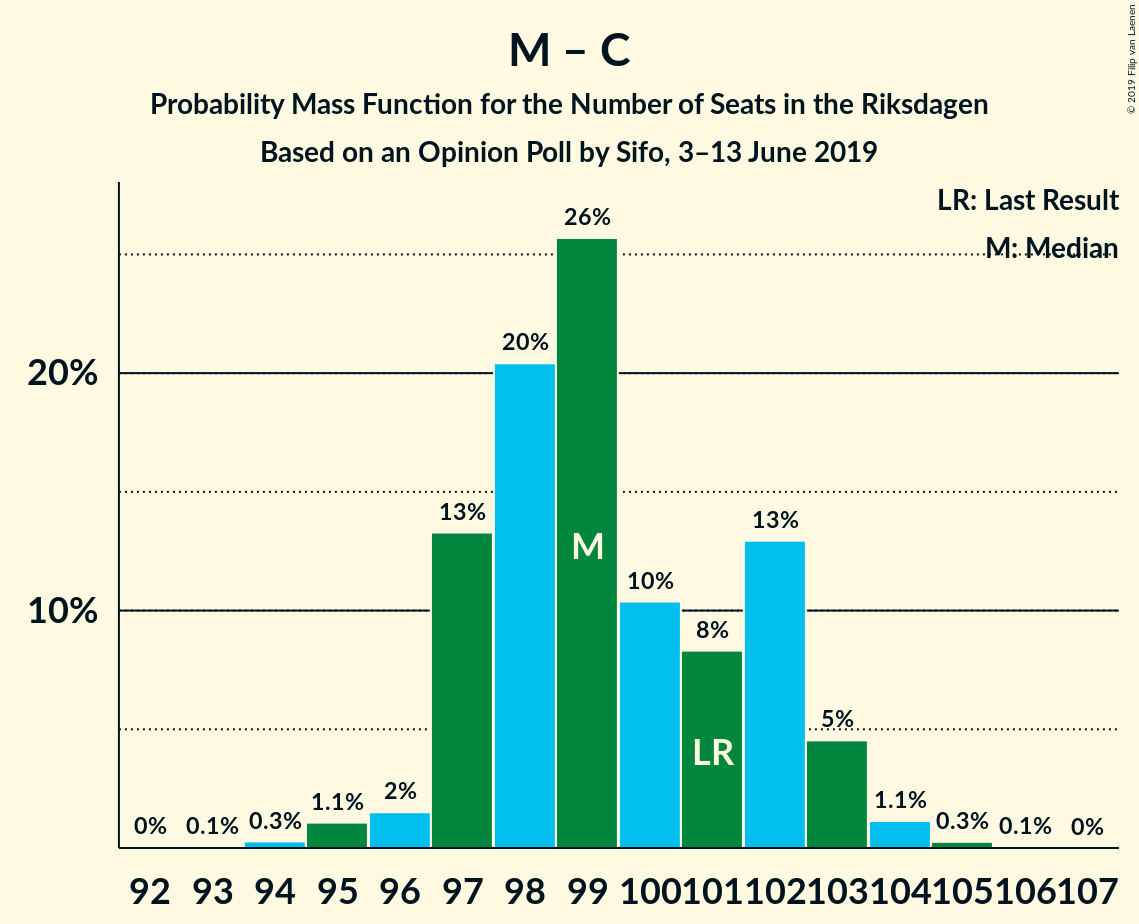 M – C
Probability Mass Function for the Number of Seats in the Riksdagen
Based on an Opinion Poll by Sifo, 3–13 June 2019
© 2019 Filip van Laenen
LR: Last Result
M: Median
26%
20%
13%
13%
10%
8%
5%
2%
1.1%
1.1%
0.3%
0.3%
0%
0.1%
0.1%
0%
M
LR
20%
10%
92 93 94 95 96 97 98 99 100 101 102 103 104 105 106 107